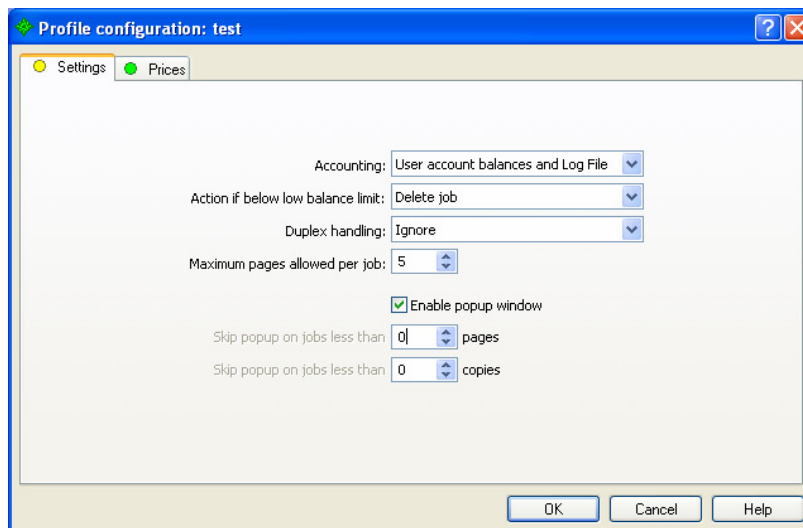 Profile configuration: test
Settings Prices
Accounting: User account balances and Log File
Action if below low balance limit: Delete job
Duplex handling: Ignore
Maximum pages allowed per job: 5
Enable popup window
Skip popup on jobs less than 0 pages
Skip popup on jobs less than 0 copies
OK Cancel Help